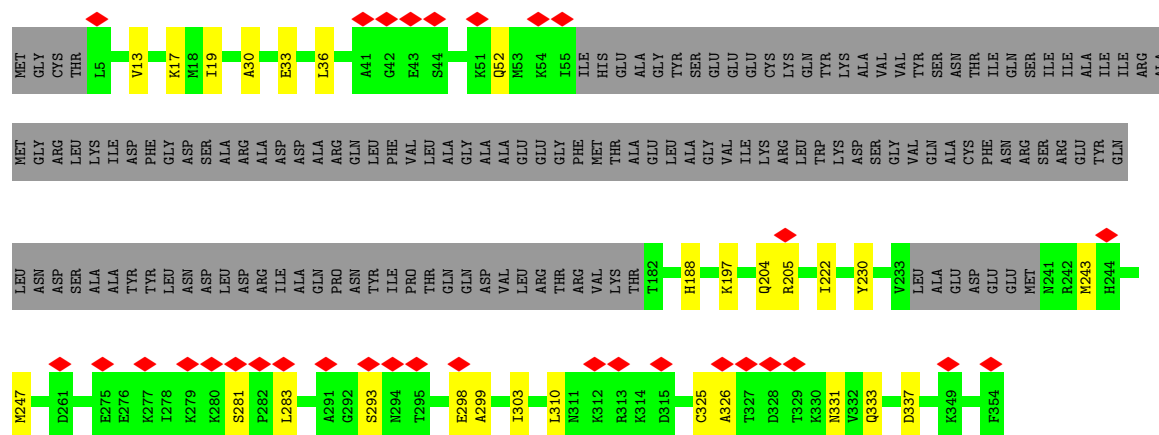 MET GLY CYS THR L5 V13 K17 M18 I19 A30 E33 L36 A41 G42 E43 S44 K51 Q52 M53 K54 I55 ILE HIS GLU ALA GLY TYR SER GLU GLU GLU CYS LYS GLN TYR LYS ALA VAL VAL TYR SER ASN THR ILE GLN SER ILE ILE ALA ILE ILE ARG ALA
MET GLY ARG LEU LYS ILE ASP PHE GLY ASP SER ALA ARG ALA ASP ASP ALA ARG GLN LEU PHE VAL LEU ALA GLY ALA ALA GLU GLU GLY PHE MET THR ALA GLU LEU ALA GLY VAL ILE LYS ARG LEU TRP LYS ASP SER GLY VAL GLN ALA CYS PHE ASN ARG SER ARG GLU TYR GLN
LEU ASN ASP SER ALA ALA TYR TYR LEU ASN ASP LEU ASP ARG ILE ALA GLN PRO ASN TYR ILE PRO THR GLN GLN ASP VAL LEU ARG THR ARG VAL LYS THR T182 H188 K197 Q204 R205 I222 Y230 V233 LEU ALA GLU ASP GLU GLU MET N241 R242 M243 H244
M247 D261 E275 E276 K277 I278 K279 K280 S281 P282 L283 A291 G292 S293 N294 T295 E298 A299 I303 L310 N311 K312 R313 K314 D315 C325 A326 T327 D328 T329 K330 N331 V332 Q333 D337 K349 F354